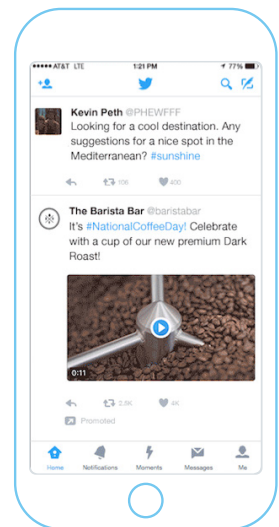 AT&T LTE 1:21 PM 77%
Kevin Peth @PHEWFFF
Looking for a cool destination. Any
suggestions for a nice spot in the
Mediterranean? #sunshine
106 400
The Barista Bar @baristabar
It's #NationalCoffeeDay! Celebrate
with a cup of our new premium Dark
Roast!
0:11
2.8K 4K
Promoted
Home Notifications Moments Messages Me